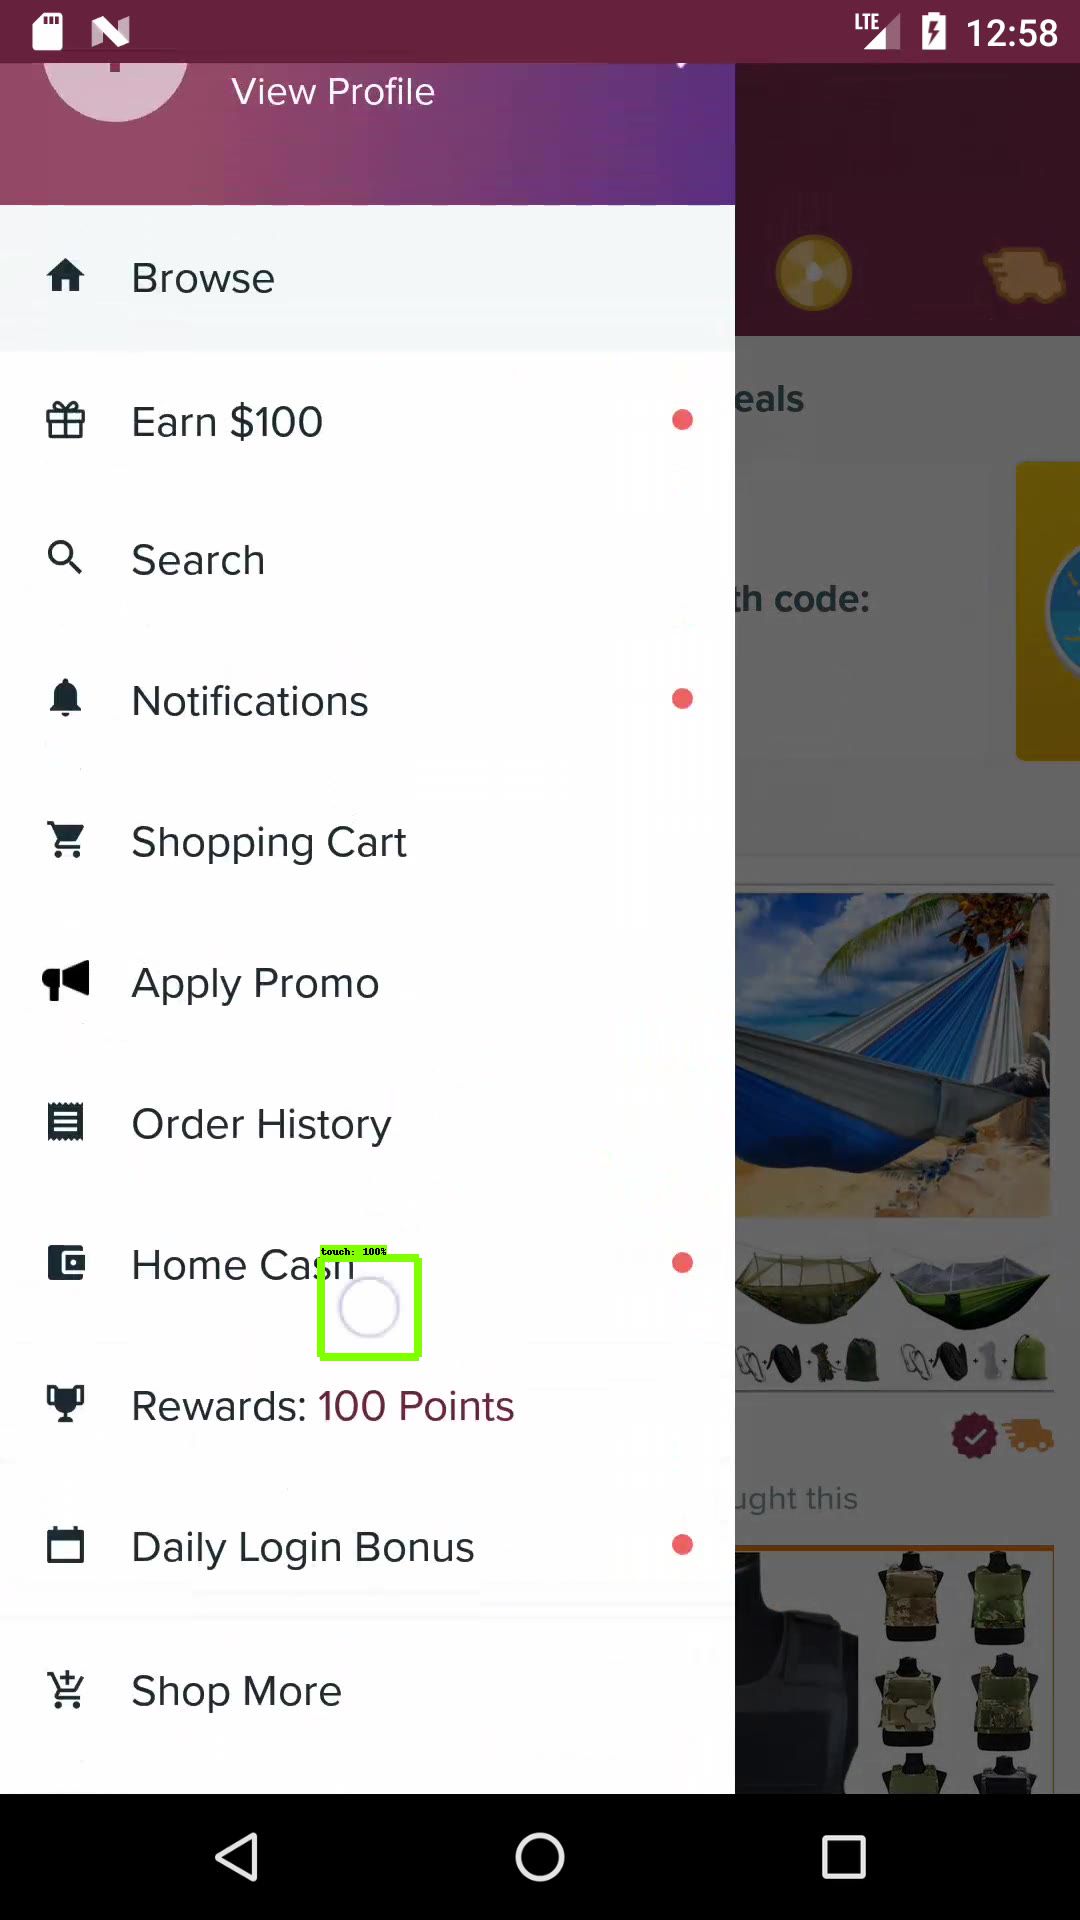 LTE 12:58
View Profile
Browse
Earn $100
eals
Search
th code:
Notifications
Shopping Cart
Apply Promo
Order History
touch: 100%
Home Cash
Rewards: 100 Points
ught this
Daily Login Bonus
Shop More